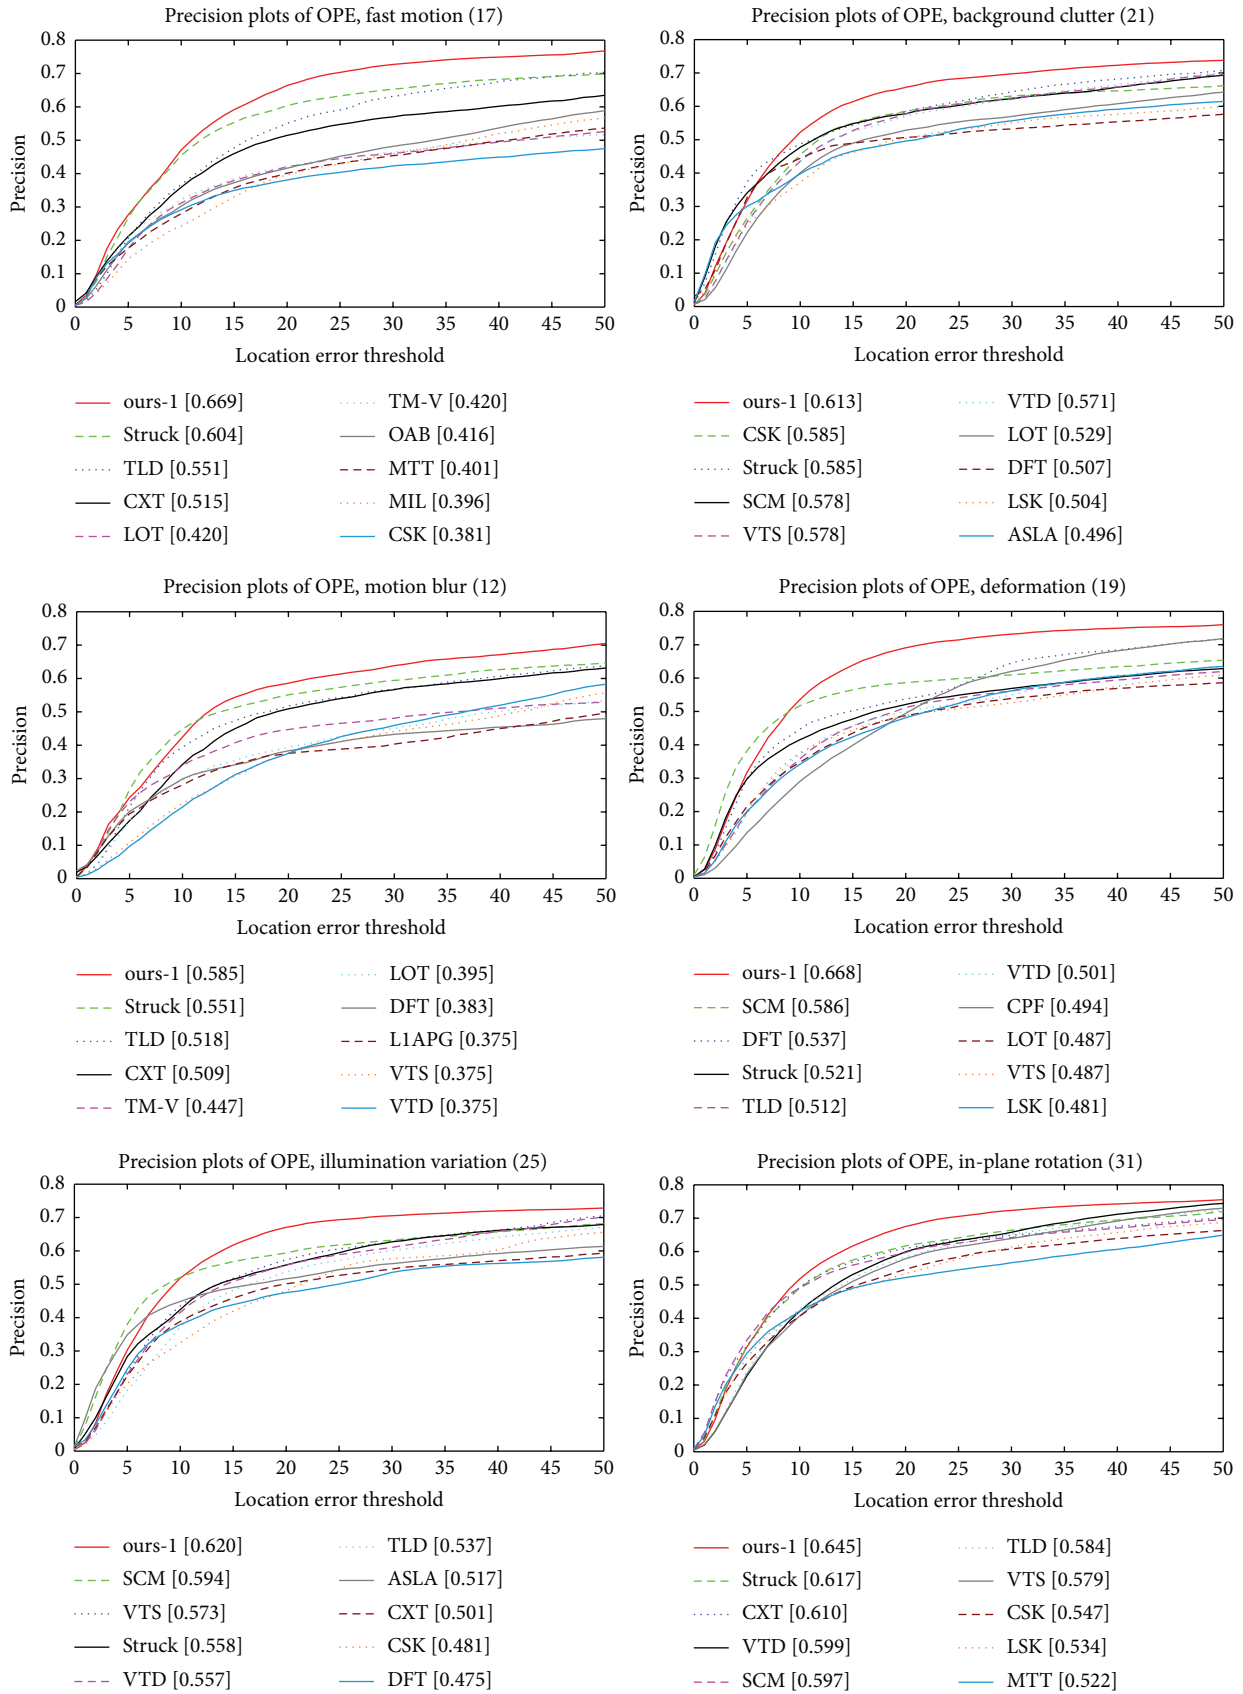 Precision plots of OPE, fast motion (17)
0.8
0.7
0.6
0.5
0.4
0.3
0.2
0.1
0
Precision
0 5 10 15 20 25 30 35 40 45 50
Location error threshold
ours-1 [0.669]
Struck [0.604]
TLD [0.551]
CXT [0.515]
LOT [0.420]
TM-V [0.420]
OAB [0.416]
MTT [0.401]
MIL [0.396]
CSK [0.381]
Precision plots of OPE, background clutter (21)
0.8
0.7
0.6
0.5
0.4
0.3
0.2
0.1
0
Precision
0 5 10 15 20 25 30 35 40 45 50
Location error threshold
ours-1 [0.613]
CSK [0.585]
Struck [0.585]
SCM [0.578]
VTS [0.578]
VTD [0.571]
LOT [0.529]
DFT [0.507]
LSK [0.504]
ASLA [0.496]
Precision plots of OPE, motion blur (12)
0.8
0.7
0.6
0.5
0.4
0.3
0.2
0.1
0
Precision
0 5 10 15 20 25 30 35 40 45 50
Location error threshold
ours-1 [0.585]
Struck [0.551]
TLD [0.518]
CXT [0.509]
TM-V [0.447]
LOT [0.395]
DFT [0.383]
L1APG [0.375]
VTS [0.375]
VTD [0.375]
Precision plots of OPE, deformation (19)
0.8
0.7
0.6
0.5
0.4
0.3
0.2
0.1
0
Precision
0 5 10 15 20 25 30 35 40 45 50
Location error threshold
ours-1 [0.668]
SCM [0.586]
DFT [0.537]
Struck [0.521]
TLD [0.512]
VTD [0.501]
CPF [0.494]
LOT [0.487]
VTS [0.487]
LSK [0.481]
Precision plots of OPE, illumination variation (25)
0.8
0.7
0.6
0.5
0.4
0.3
0.2
0.1
0
Precision
0 5 10 15 20 25 30 35 40 45 50
Location error threshold
ours-1 [0.620]
SCM [0.594]
VTS [0.573]
Struck [0.558]
VTD [0.557]
TLD [0.537]
ASLA [0.517]
CXT [0.501]
CSK [0.481]
DFT [0.475]
Precision plots of OPE, in-plane rotation (31)
0.8
0.7
0.6
0.5
0.4
0.3
0.2
0.1
0
Precision
0 5 10 15 20 25 30 35 40 45 50
Location error threshold
ours-1 [0.645]
Struck [0.617]
CXT [0.610]
VTD [0.599]
SCM [0.597]
TLD [0.584]
VTS [0.579]
CSK [0.547]
LSK [0.534]
MTT [0.522]